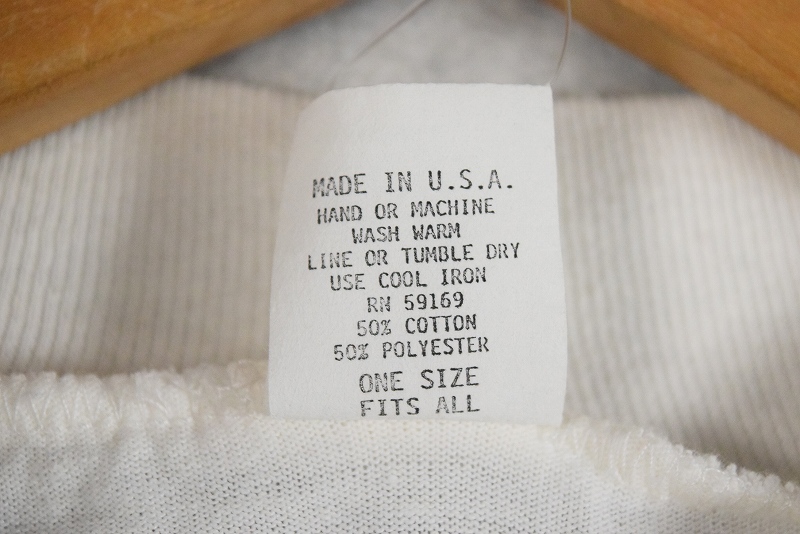 MADE IN U.S.A.
HAND OR MACHINE
WASH WARM
LINE OR TUMBLE DRY
USE COOL IRON
RN 59169
50% COTTON
50% POLYESTER
ONE SIZE
FITS ALL